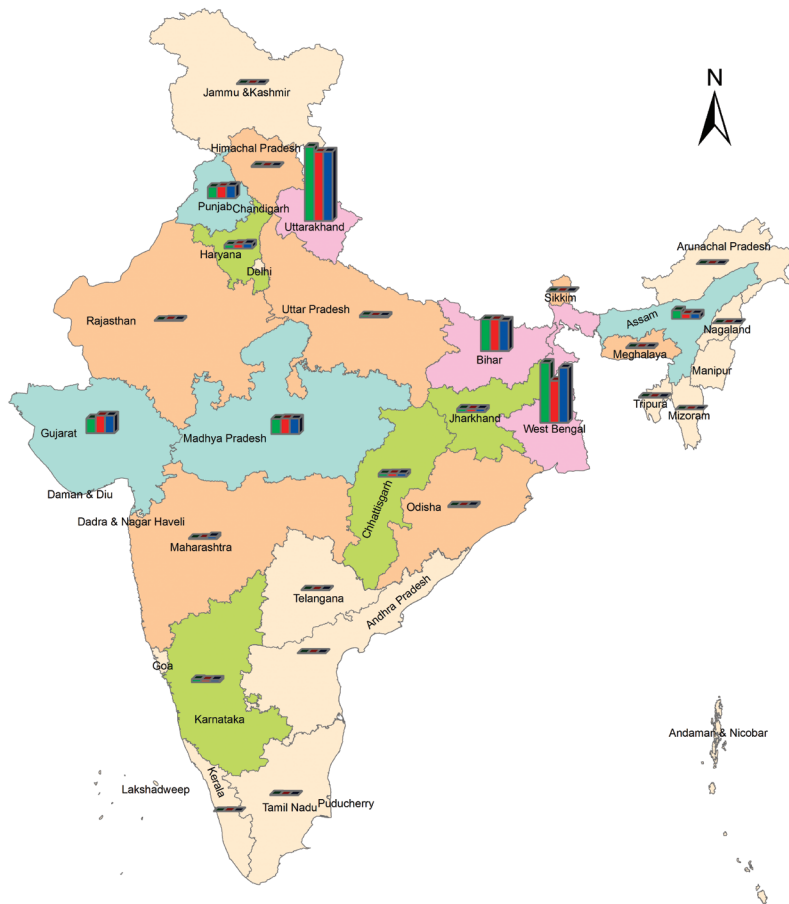 N
Jammu &Kashmir
Himachal Pradesh
Punjab
Chandigarh
Uttarakhand
Haryana
Delhi
Arunachal Pradesh
Sikkim
Rajasthan
Uttar Pradesh
Assam
Nagaland
Meghalaya
Bihar
Manipur
Tripura
Mizoram
Jharkhand
West Bengal
Gujarat
Madhya Pradesh
Daman & Diu
Chhattisgarh
Odisha
Dadra & Nagar Haveli
Maharashtra
Telangana
Andhra Pradesh
Goa
Karnataka
Andaman & Nicobar
Kerala
Lakshadweep
Tamil Nadu
Puducherry